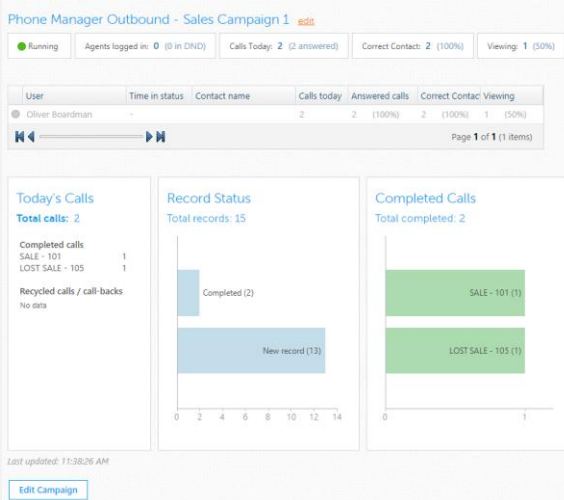 Phone Manager Outbound - Sales Campaign 1 edit
Running Agents logged in: 0 (0 in DND) Calls Today: 2 (2 answered) Correct Contact: 2 (100%) Viewing: 1 (50%)
User Time in status Contact name Calls today Answered calls Correct Contac Viewing
Oliver Boardman - 2 2 (100%) 2 (100%) 1 (50%)
Page 1 of 1 (1 items)
Today's Calls
Total calls: 2
Completed calls
SALE - 101 1
LOST SALE - 105 1
Recycled calls / call-backs
No data
Record Status
Total records: 15
Completed (2)
New record (13)
0 2 4 6 8 10 12 14
Completed Calls
Total completed: 2
SALE - 101 (1)
LOST SALE - 105 (1)
0 1
Last updated: 11:38:26 AM
Edit Campaign